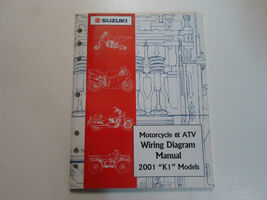 SUZUKI
Motorcycle & ATV
Wiring Diagram
Manual
2001 "K1" Models